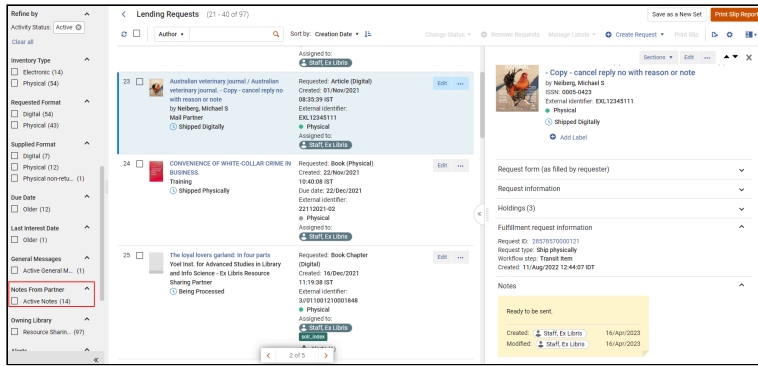 Refine by
Activity Status: Active
Clear all
Inventory Type
Electronic (14)
Physical (54)
Requested Format
Digital (54)
Physical (43)
Supplied Format
Digital (7)
Physical (12)
Physical non-retu... (1)
Due Date
Older (12)
Last Interest Date
Older (1)
General Messages
Active General M... (1)
Notes From Partner
Active Notes (14)
Owning Library
Resource Sharin... (97)
Alerts
Lending Requests (21 - 40 of 97)
Save as a New Set
Print Slip Report
Author
Sort by: Creation Date
Change Status
Remove Requests
Manage Labels
Create Request
Print Slip
Assigned to:
Staff, Ex Libris
23
Australian veterinary journal / Australian
veterinary journal. - Copy - cancel reply no
with reason or note
by Neiberg, Michael S
Mail Partner
Shipped Digitally
Requested: Article (Digital)
Created: 01/Nov/2021
08:35:39 IST
External identifier:
EXL12345111
Physical
Assigned to:
Staff, Ex Libris
Edit
24
CONVENIENCE OF WHITE-COLLAR CRIME IN
BUSINESS.
Training
Shipped Physically
Requested: Book (Physical)
Created: 22/Nov/2021
10:40:08 IST
Due date: 22/Dec/2021
External identifier:
22112021-02
Physical
Assigned to:
Staff, Ex Libris
Edit
25
The loyal lovers garland: In four parts
Yoel Inst. for Advanced Studies in Library
and Info Science - Ex Libris Resource
Sharing Partner
Being Processed
Requested: Book Chapter
(Digital)
Created: 16/Dec/2021
11:19:38 IST
External identifier:
3//011001210001848
Physical
Assigned to:
Staff, Ex Libris
solr_index
Edit
2 of 5
Sections
Edit
- Copy - cancel reply no with reason or note
by Neiberg, Michael S
ISSN: 0005-0423
External identifier: EXL12345111
Physical
Shipped Digitally
Add Label
Request form (as filled by requester)
Request information
Holdings (3)
Fulfillment request information
Request ID: 28578570000121
Request type: Ship physically
Workflow step: Transit Item
Created: 11/Aug/2022 12:44:07 IDT
Notes
Ready to be sent.
Created: Staff, Ex Libris 16/Apr/2023
Modified: Staff, Ex Libris 16/Apr/2023